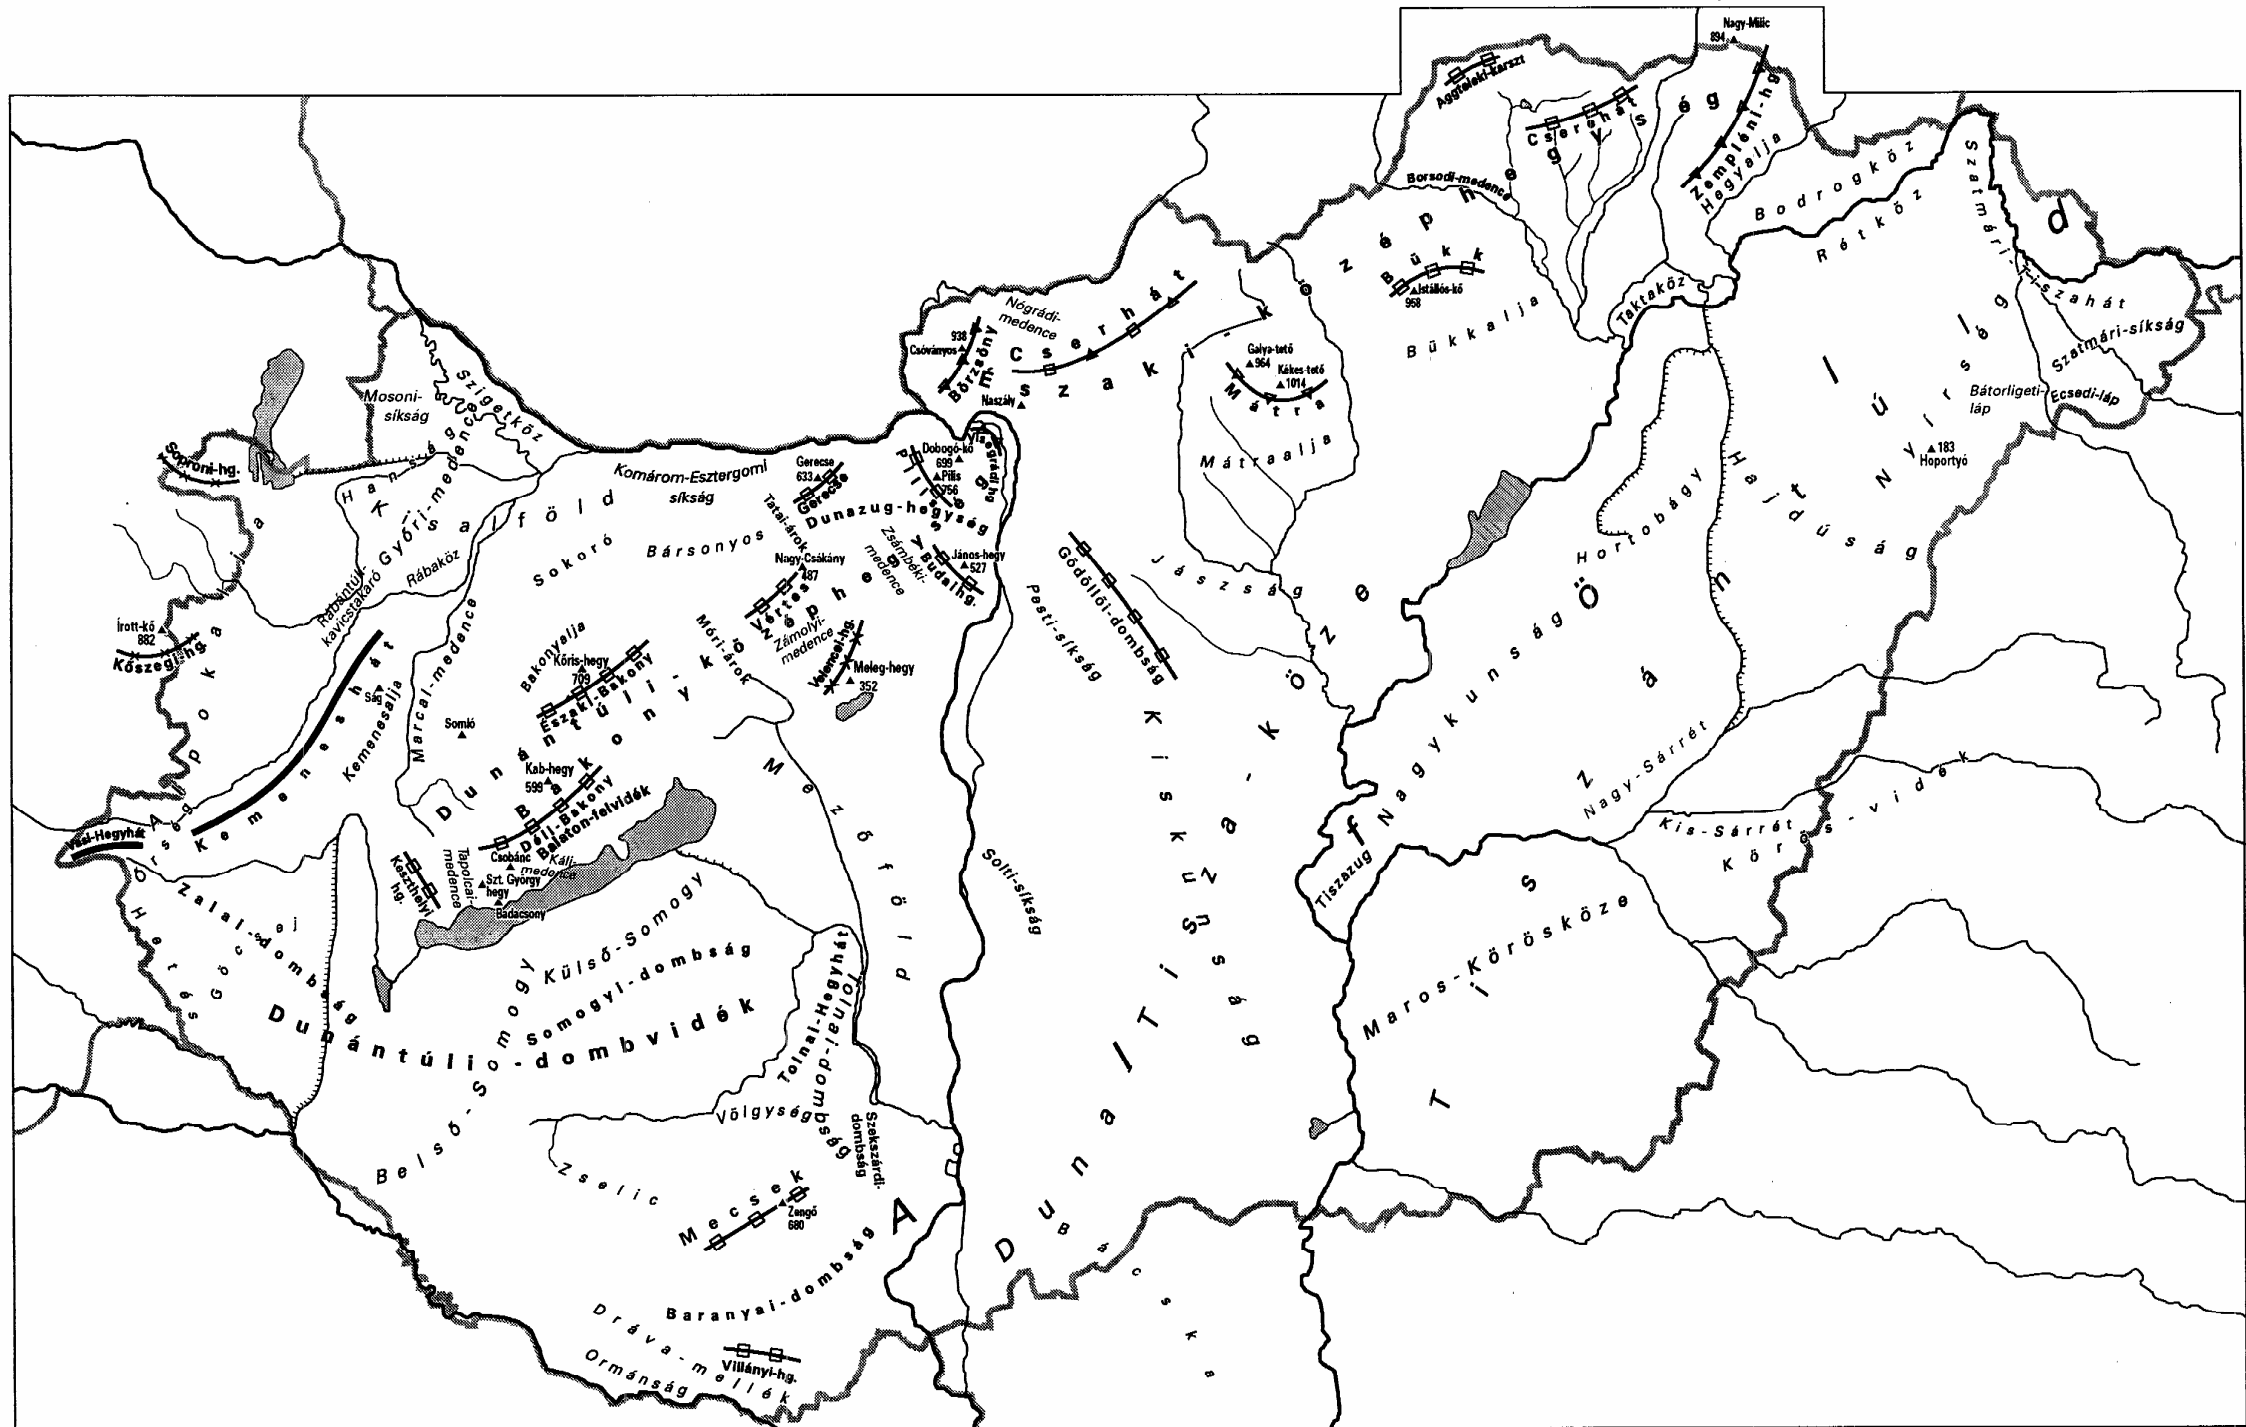 Nagy-Milic
894
Aggteleki-karszt
Cserehát
Zempléni-hg.
Hegyalja
Bodrogköz
Rétköz
Szatmári-Tiszahát
Szatmári-síkság
Ecsedi-láp
Bátorligeti-
láp
Nyírség
183
Hoportyó
Borsodi-medence
Északi-középhegység
Bükk
Istállós-kő
958
Bükkalja
Taktaköz
Nógrádi-
medence
Cserhát
938
Csóványos
Börzsöny
Naszály
Galya-tető
964
Kékes-tető
1014
Mátra
Mátraalja
Mosoni-
síkság
Szigetköz
Soproni-hg.
Hanság
Győri-medence
Kisalföld
Komárom-Esztergomi
síkság
Gerecse
633
Gerecse
Dobogó-kő
699
Pilis
756
Pilis
Visegrádi hg.
Dunazug-hegység
Tatai-árok
Bársonyos
Sokoró
Rábaköz
Rábántúli-
kavicstakaró
Zsámbéki-
medence
Nagy-Csákány
487
Vértes
János-hegy
527
Budai hg.
Gödöllői-dombság
Pesti-síkság
Jászság
Hortobágy
Hajdúság
Írott-kő
882
Kőszegi-hg.
Alpokalja
Kemeneshát
Ság
Kemenesalja
Marcal-medence
Somló
Bakonyalja
Kőris-hegy
709
Északi-Bakony
Móri-árok
Zámolyi-
medence
Velencei-hg.
Meleg-hegy
352
Dunántúli-középhegység
Bakony
Kab-hegy
599
Déli-Bakony
Balaton-felvidék
Csobánc
Káli-
medence
Szt. György
hegy
Badacsony
Tapolcai-
medence
Keszthelyi
hg.
Vasi-Hegyhát
Őrség
Hetés
Göcsej
Zalai-dombság
Dunántúli-dombvidék
Külső-Somogy
Somogyi-dombság
Belső-Somogy
Mezőföld
Tolnai-Hegyhát
Tolnai-dombság
Völgység
Szekszárdi-
dombság
Zselic
Mecsek
Zengő
680
Baranyai-dombság
Dráva-mellék
Ormánság
Villányi-hg.
Solti-síkság
Kiskunság
Duna-Tisza-köze
Bácska
Nagykunság
Tiszazug
Nagy-Sárrét
Kis-Sárrét
Körös-vidék
Maros-Körösköze
Tiszántúl
Alföld